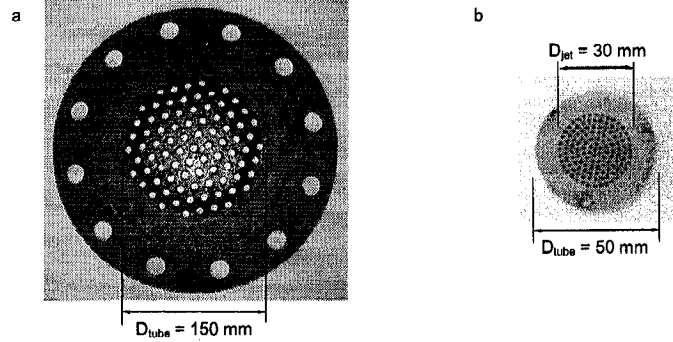 a
b
D_jet = 30 mm
D_tube = 50 mm
D_tube = 150 mm